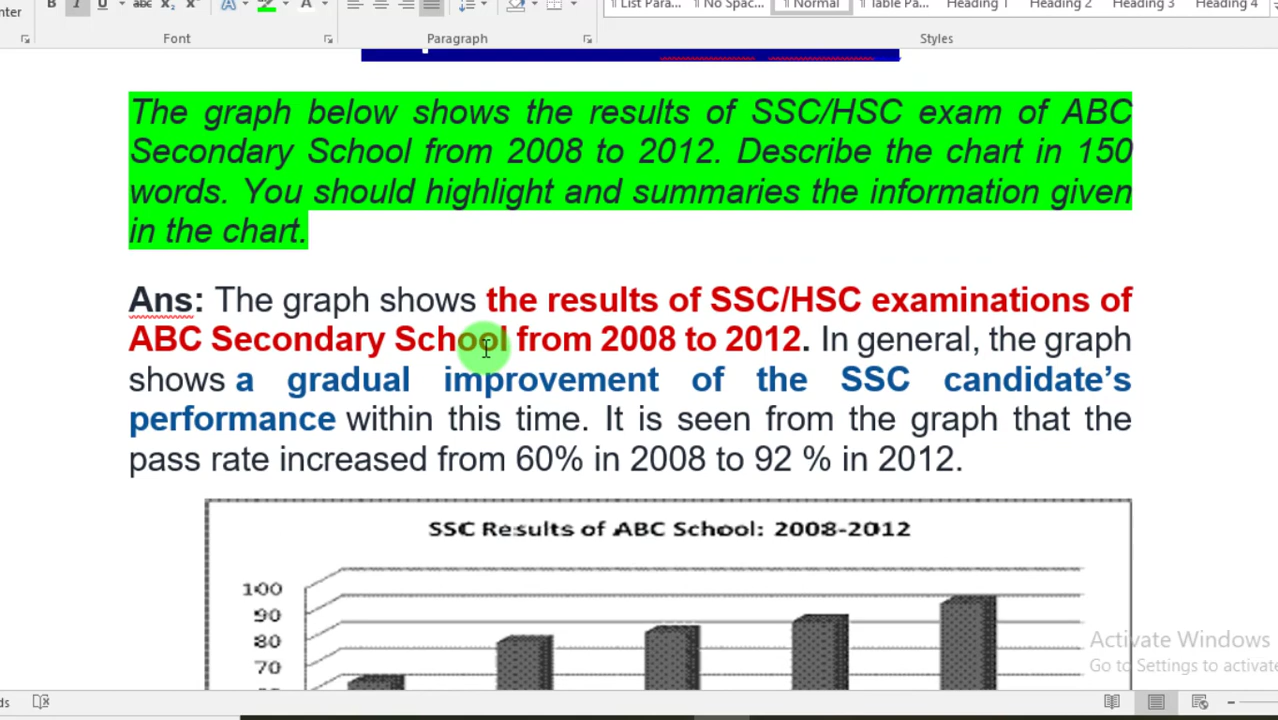 Font
Paragraph
Styles
¶ List Para...
¶ No Spac...
¶ Normal
¶ Table Pa...
Heading 1
Heading 2
Heading 3
Heading 4
The graph below shows the results of SSC/HSC exam of ABC
Secondary School from 2008 to 2012. Describe the chart in 150
words. You should highlight and summaries the information given
in the chart.
Ans: The graph shows the results of SSC/HSC examinations of
ABC Secondary School from 2008 to 2012. In general, the graph
shows a gradual improvement of the SSC candidate's
performance within this time. It is seen from the graph that the
pass rate increased from 60% in 2008 to 92 % in 2012.
SSC Results of ABC School: 2008-2012
100
90
80
70
Activate Windows
Go to Settings to activate